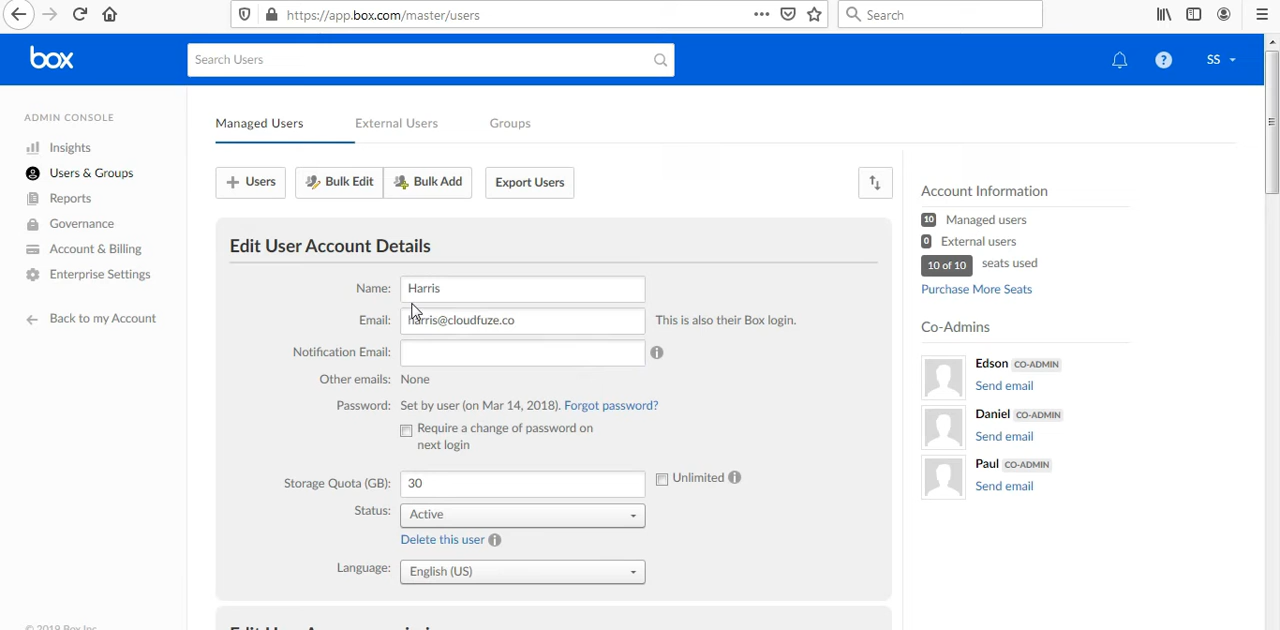 https://app.box.com/master/users
Search
box
Search Users
SS
ADMIN CONSOLE
Insights
Users & Groups
Reports
Governance
Account & Billing
Enterprise Settings
Back to my Account
© 2019 Box Inc
Managed Users
External Users
Groups
Users
Bulk Edit
Bulk Add
Export Users
Edit User Account Details
Name: Harris
Email: harris@cloudfuze.co This is also their Box login.
Notification Email:
Other emails: None
Password: Set by user (on Mar 14, 2018). Forgot password?
Require a change of password on
next login
Storage Quota (GB): 30 Unlimited
Status: Active
Delete this user
Language: English (US)
Account Information
10 Managed users
0 External users
10 of 10 seats used
Purchase More Seats
Co-Admins
Edson CO-ADMIN
Send email
Daniel CO-ADMIN
Send email
Paul CO-ADMIN
Send email